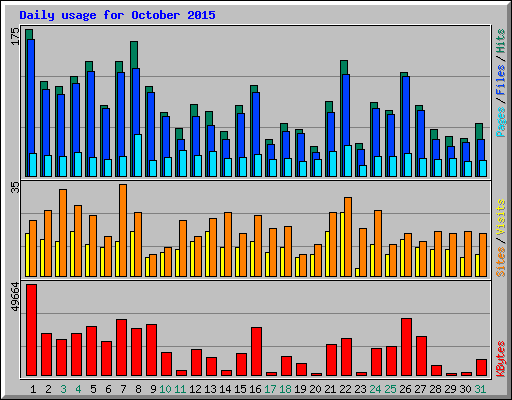 Daily usage for October 2015
175
Pages / Files / Hits
35
Sites / Visits
49664
KBytes
1 2 3 4 5 6 7 8 9 10 11 12 13 14 15 16 17 18 19 20 21 22 23 24 25 26 27 28 29 30 31